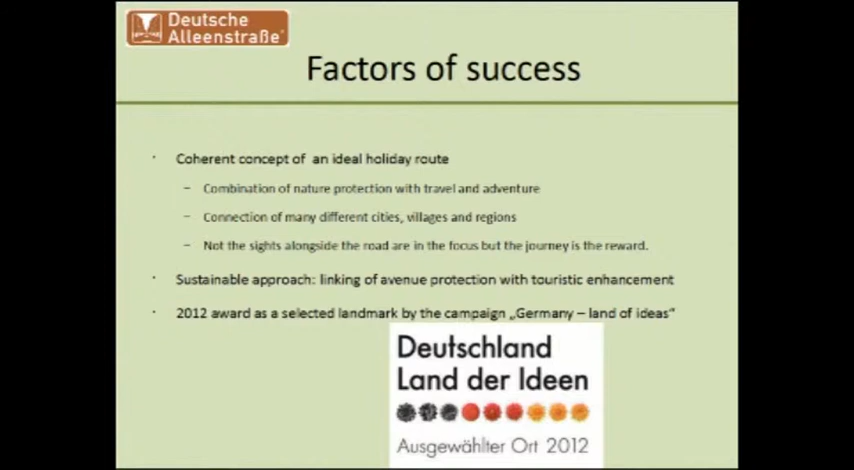 Deutsche
Alleenstraße®
Factors of success
· Coherent concept of an ideal holiday route
– Combination of nature protection with travel and adventure
– Connection of many different cities, villages and regions
– Not the sights alongside the road are in the focus but the journey is the reward.
· Sustainable approach: linking of avenue protection with touristic enhancement
· 2012 award as a selected landmark by the campaign „Germany – land of ideas“
Deutschland
Land der Ideen
Ausgewählter Ort 2012